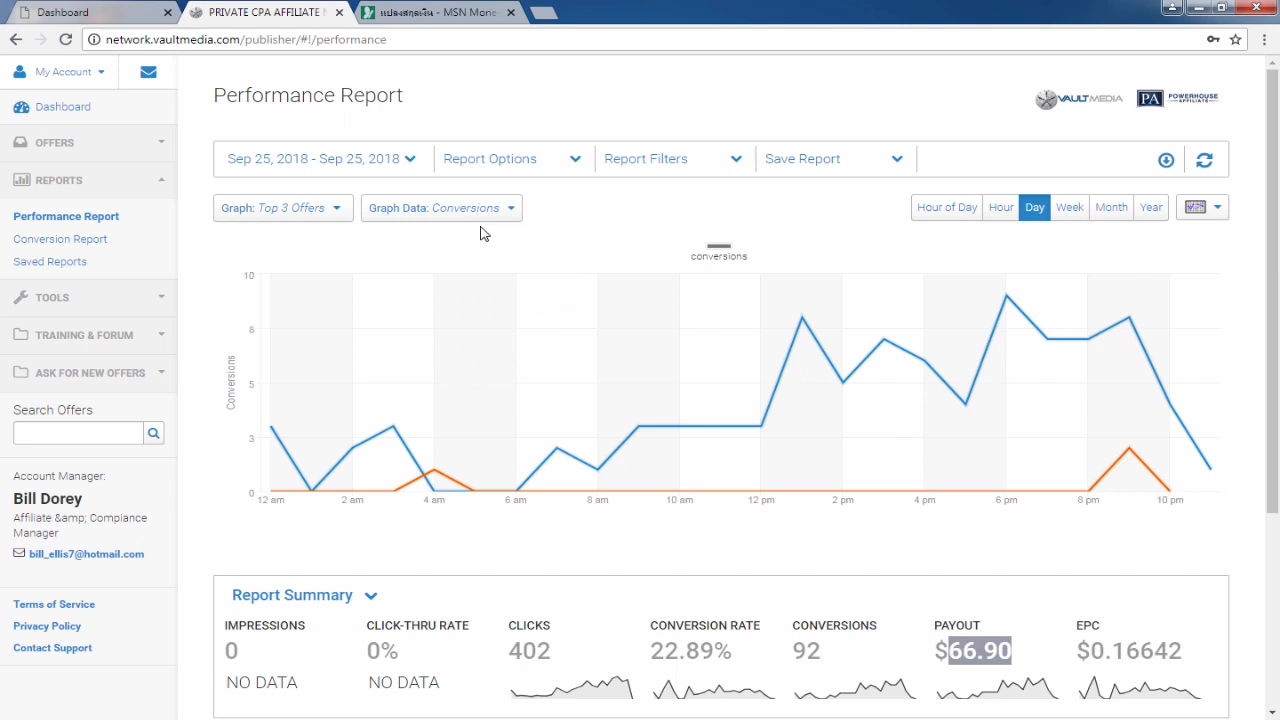 Dashboard
PRIVATE CPA AFFILIATE
แปลงสกุลเงิน - MSN Mone
network.vaultmedia.com/publisher/#!/performance
My Account
Dashboard
OFFERS
REPORTS
Performance Report
Conversion Report
Saved Reports
TOOLS
TRAINING & FORUM
ASK FOR NEW OFFERS
Search Offers
Account Manager:
Bill Dorey
Affiliate &amp; Compliance
Manager
bill_ellis7@hotmail.com
Terms of Service
Privacy Policy
Contact Support
Performance Report
VAULTMEDIA
PA POWERHOUSE
AFFILIATE
Sep 25, 2018 - Sep 25, 2018
Report Options
Report Filters
Save Report
Graph: Top 3 Offers
Graph Data: Conversions
Hour of Day
Hour
Day
Week
Month
Year
conversions
Conversions
10
8
5
3
0
12 am 2 am 4 am 6 am 8 am 10 am 12 pm 2 pm 4 pm 6 pm 8 pm 10 pm
Report Summary
IMPRESSIONS CLICK-THRU RATE CLICKS CONVERSION RATE CONVERSIONS PAYOUT EPC
0 0% 402 22.89% 92 $66.90 $0.16642
NO DATA NO DATA